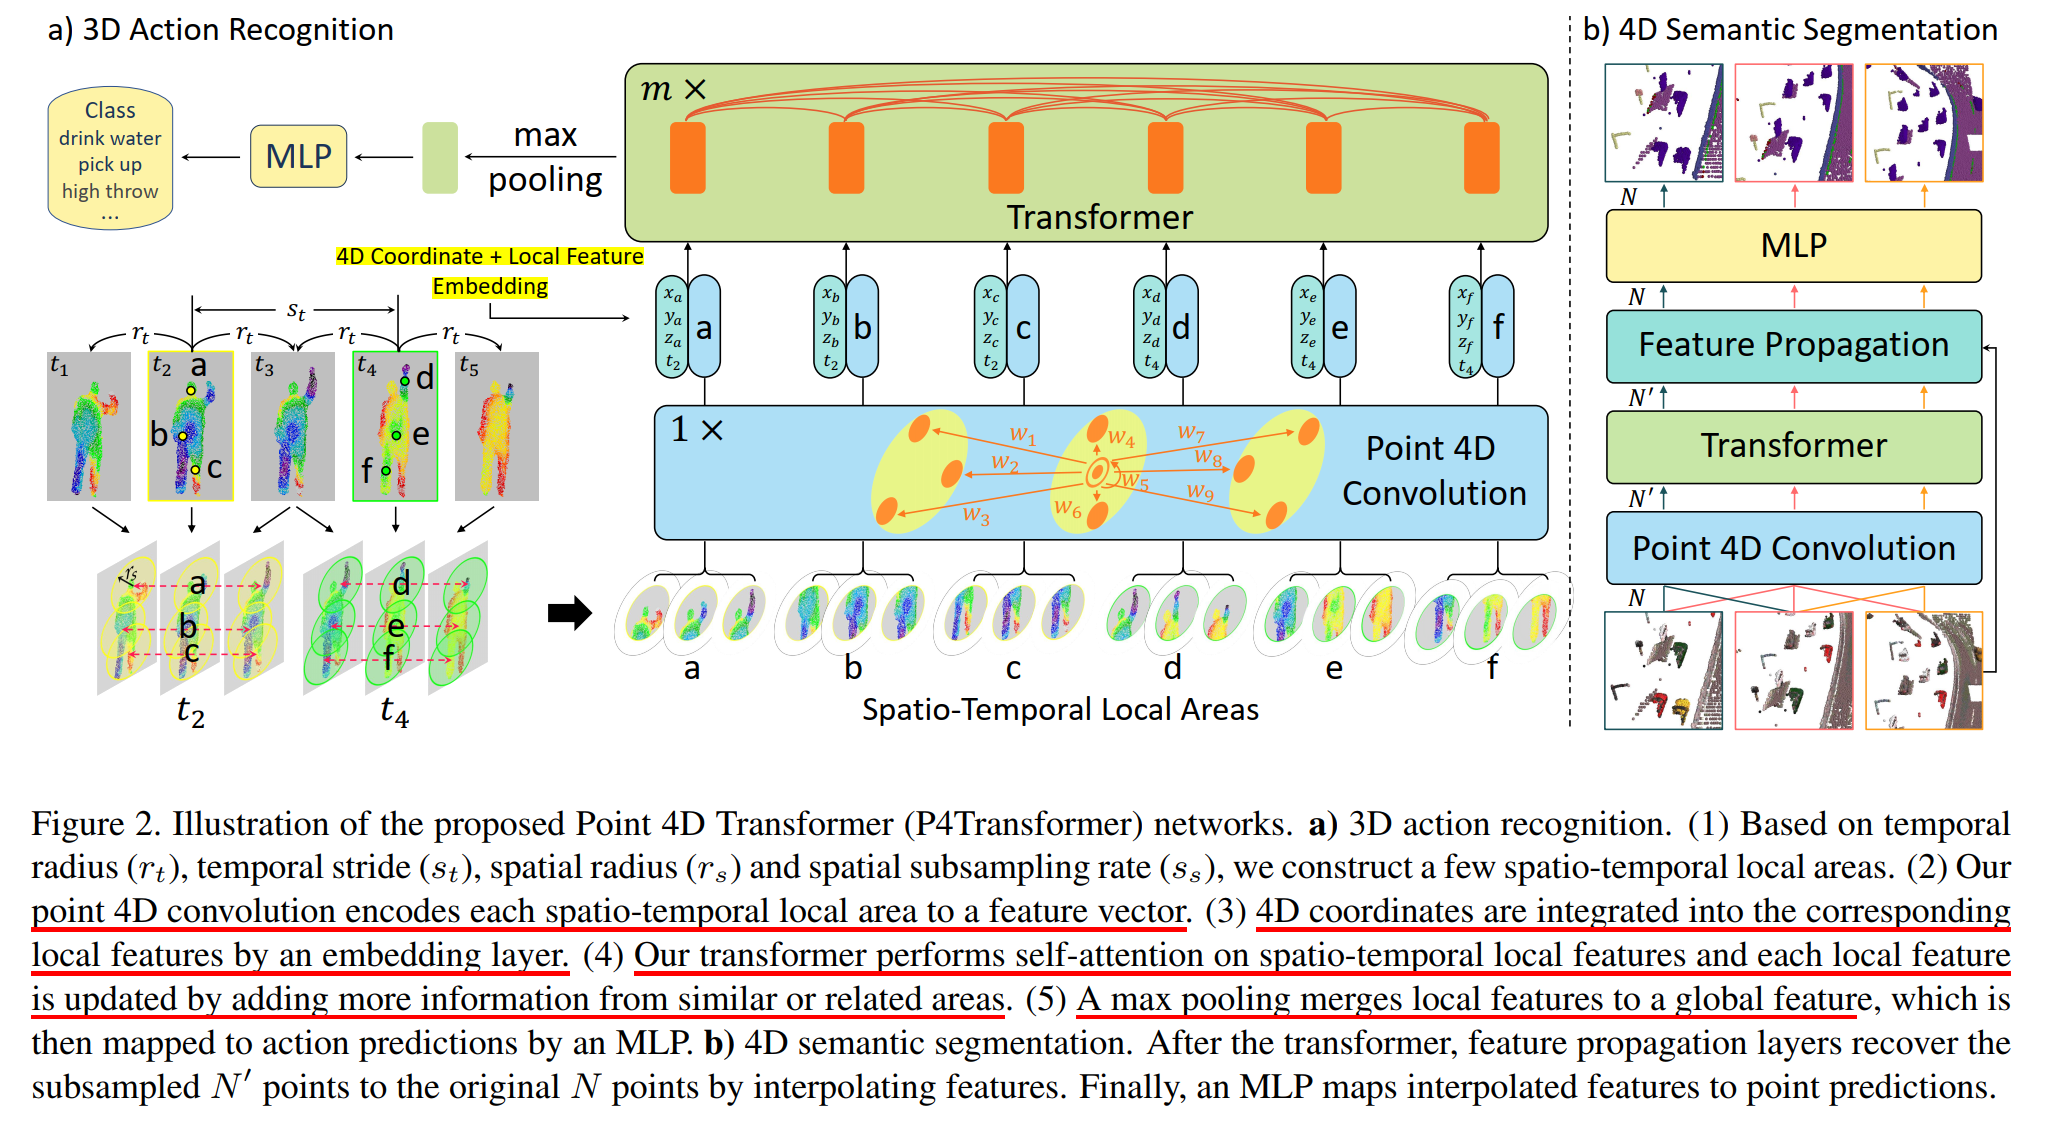 a) 3D Action Recognition
Class
drink water
pick up
high throw
...
MLP
max
pooling
m ×
Transformer
4D Coordinate + Local Feature
Embedding
s_t
r_t r_t r_t r_t
t_1 t_2 t_3 t_4 t_5
a
b
c
d
e
f
r_s
a
b
c
t_2
d
e
f
t_4
x_a y_a z_a t_2 a
x_b y_b z_b t_2 b
x_c y_c z_c t_2 c
x_d y_d z_d t_4 d
x_e y_e z_e t_4 e
x_f y_f z_f t_4 f
1 ×
w_1 w_2 w_3 w_4 w_5 w_6 w_7 w_8 w_9
Point 4D
Convolution
a b c d e f
Spatio-Temporal Local Areas
b) 4D Semantic Segmentation
N
MLP
N
Feature Propagation
N′
Transformer
N′
Point 4D Convolution
N
Figure 2. Illustration of the proposed Point 4D Transformer (P4Transformer) networks. a) 3D action recognition. (1) Based on temporal
radius (r_t), temporal stride (s_t), spatial radius (r_s) and spatial subsampling rate (s_s), we construct a few spatio-temporal local areas. (2) Our
point 4D convolution encodes each spatio-temporal local area to a feature vector. (3) 4D coordinates are integrated into the corresponding
local features by an embedding layer. (4) Our transformer performs self-attention on spatio-temporal local features and each local feature
is updated by adding more information from similar or related areas. (5) A max pooling merges local features to a global feature, which is
then mapped to action predictions by an MLP. b) 4D semantic segmentation. After the transformer, feature propagation layers recover the
subsampled N′ points to the original N points by interpolating features. Finally, an MLP maps interpolated features to point predictions.